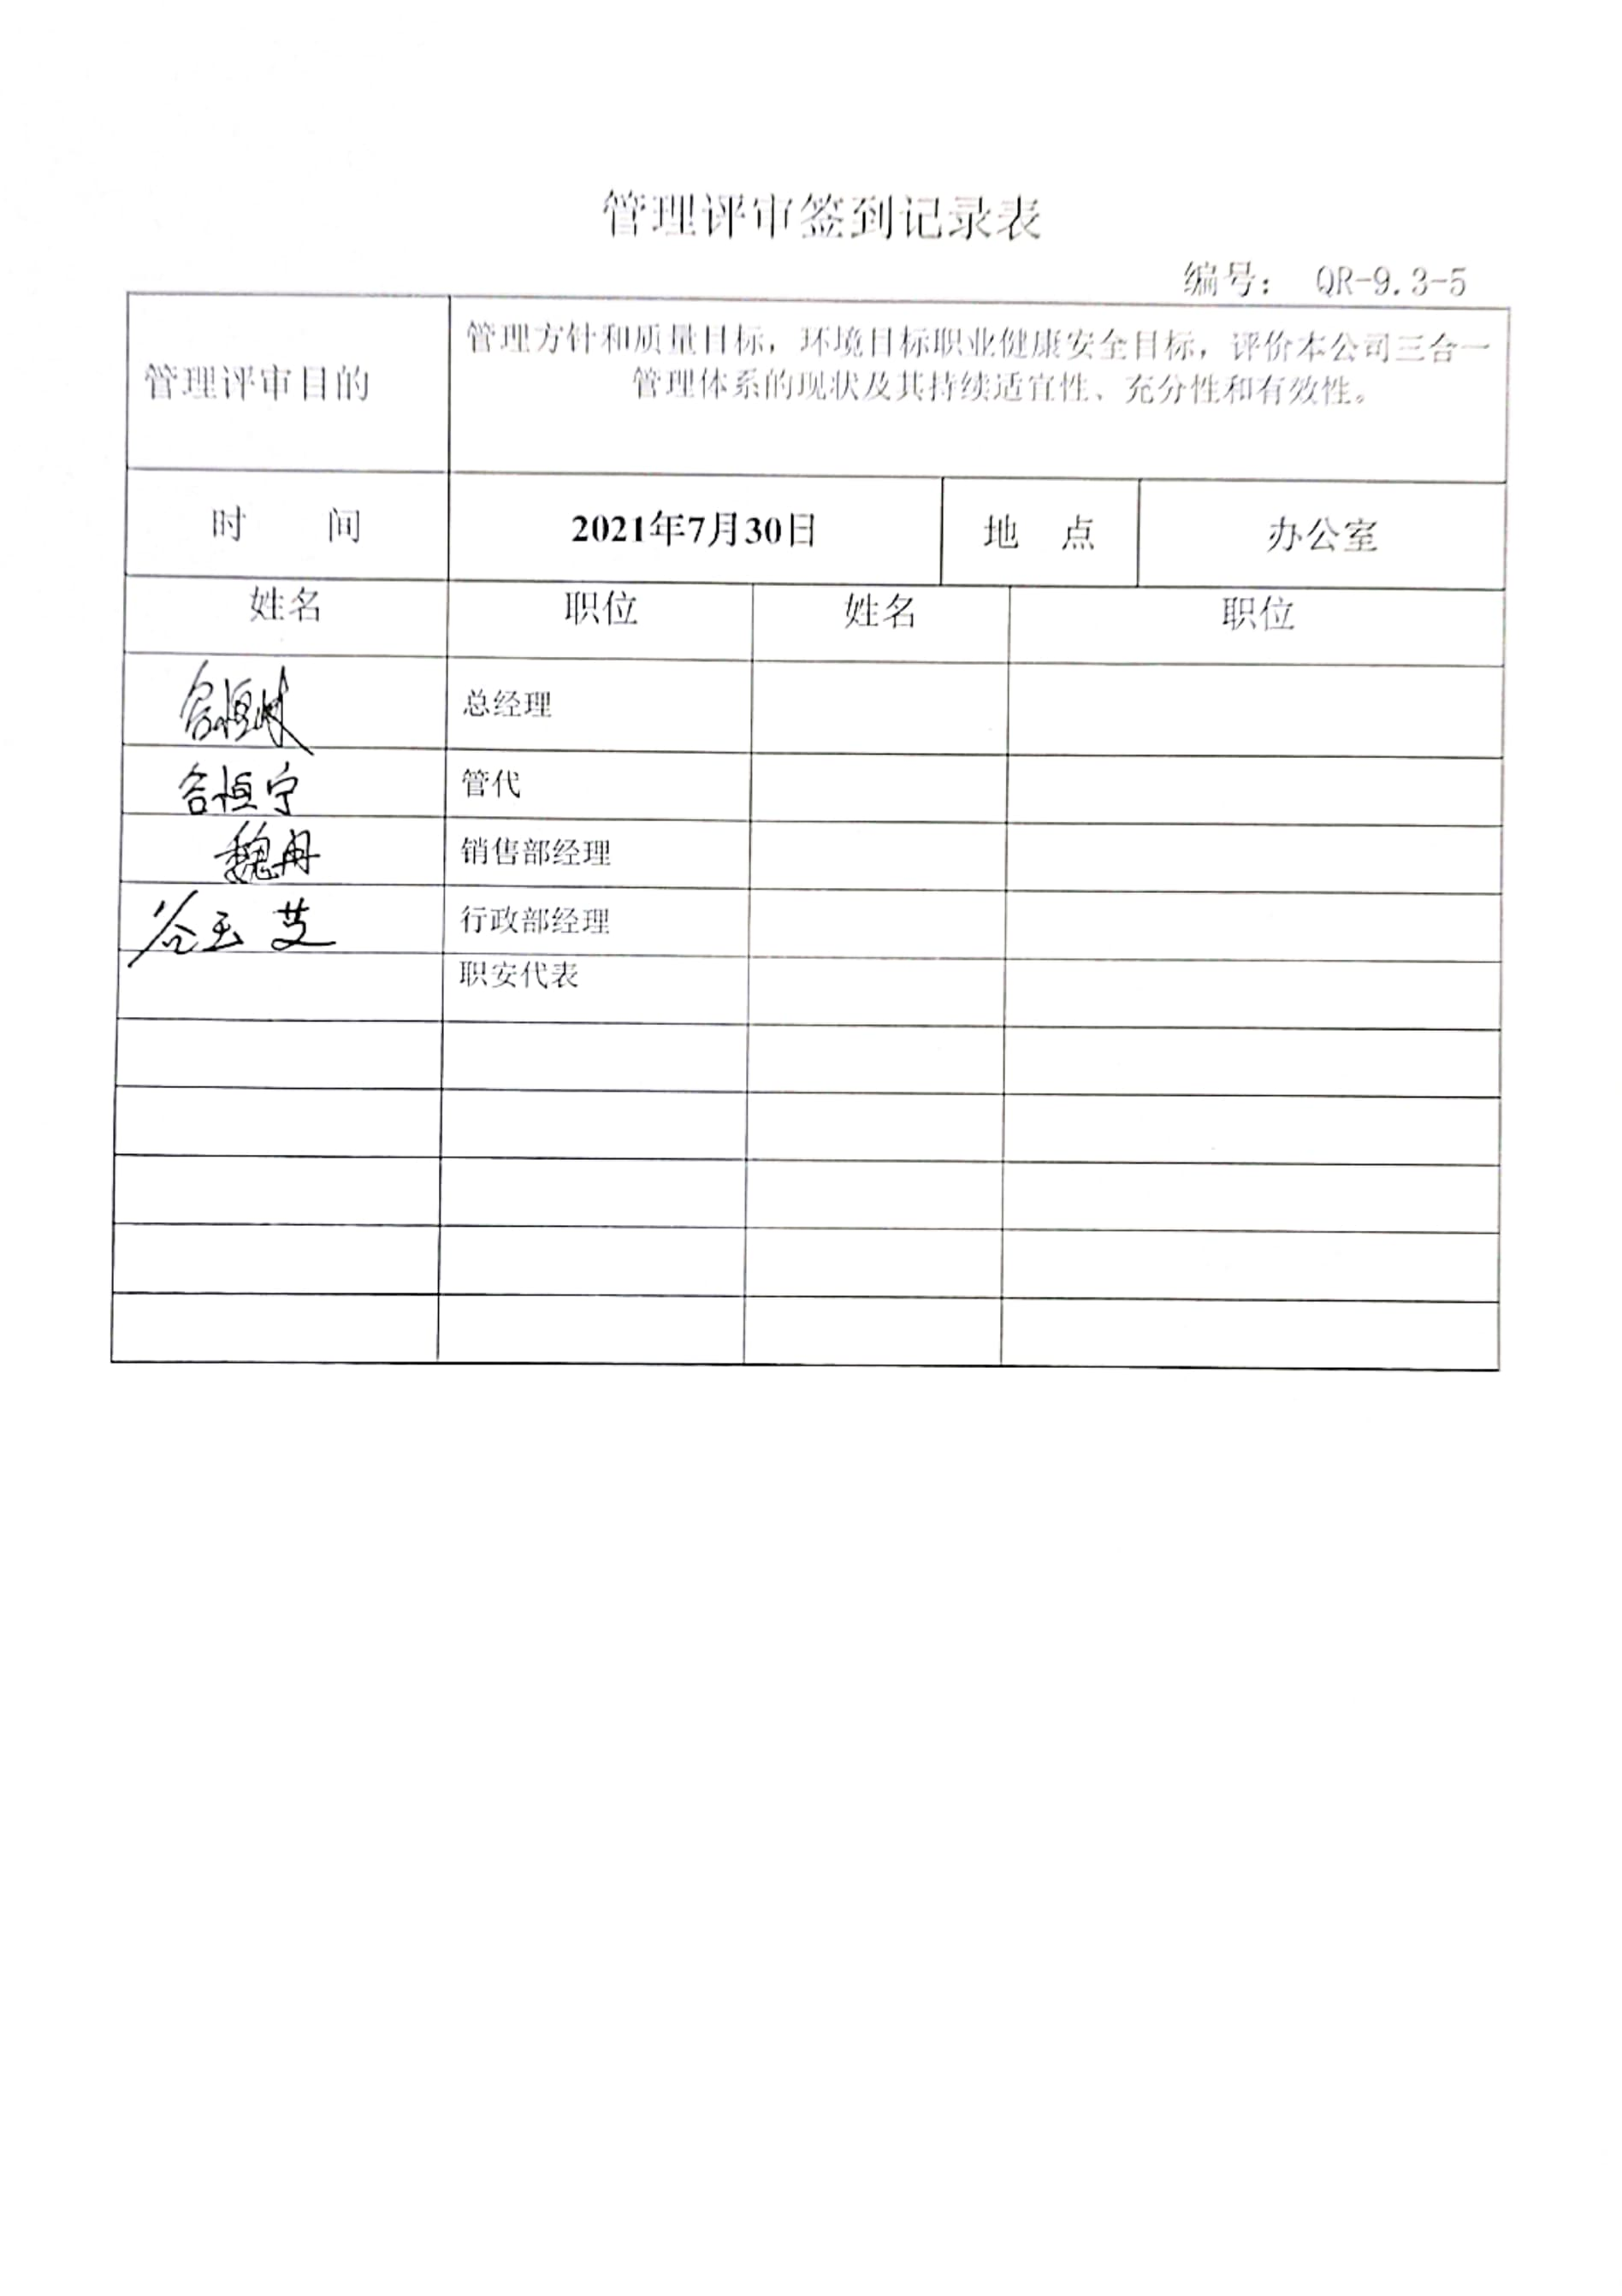 管理评审签到记录表
编号： QR-9.3-5
管理评审目的
管理方针和质量目标，环境目标职业健康安全目标，评价本公司三合一
管理体系的现状及其持续适宜性、充分性和有效性。
时 间 2021年7月30日 地 点 办公室
姓名 职位 姓名 职位
总经理
谷恒宁 管代
魏冉 销售部经理
谷玉芝 行政部经理
职安代表